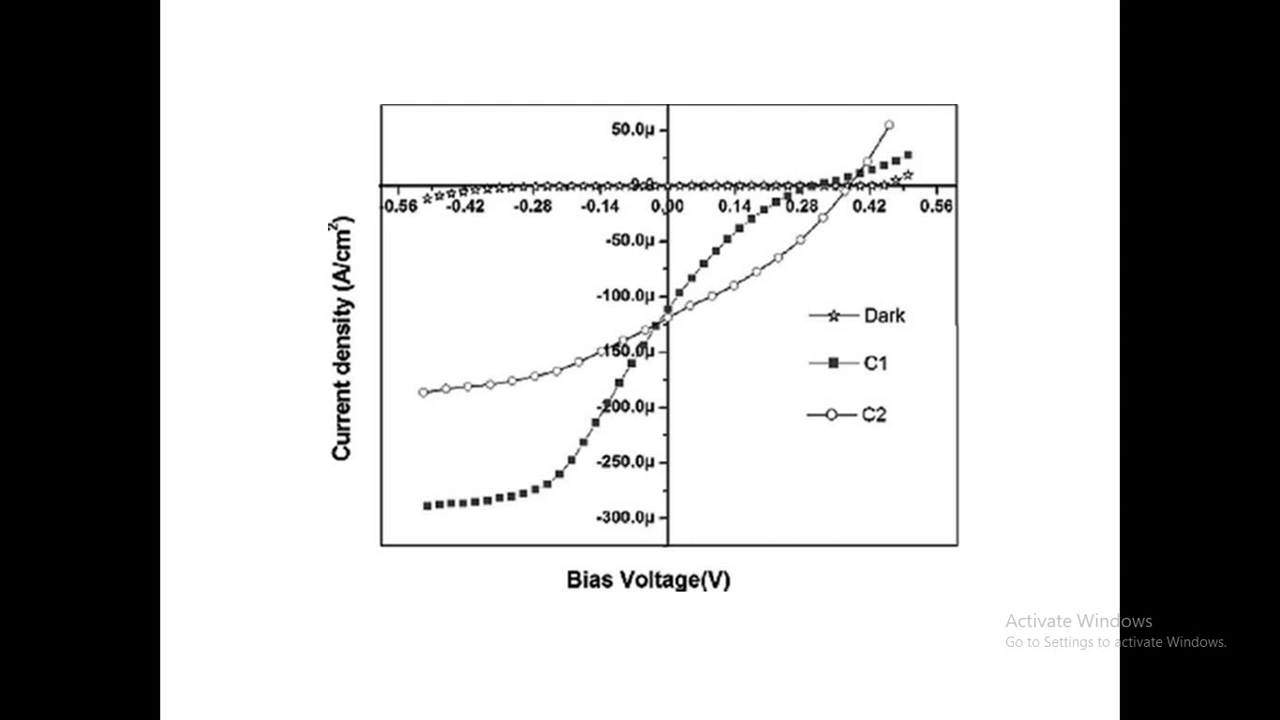 50.0µ
0.0
-0.56 -0.42 -0.28 -0.14 0.00 0.14 0.28 0.42 0.56
-50.0µ
-100.0µ
-150.0µ
-200.0µ
-250.0µ
-300.0µ
Current density (A/cm²)
Dark
C1
C2
Bias Voltage(V)
Activate Windows
Go to Settings to activate Windows.